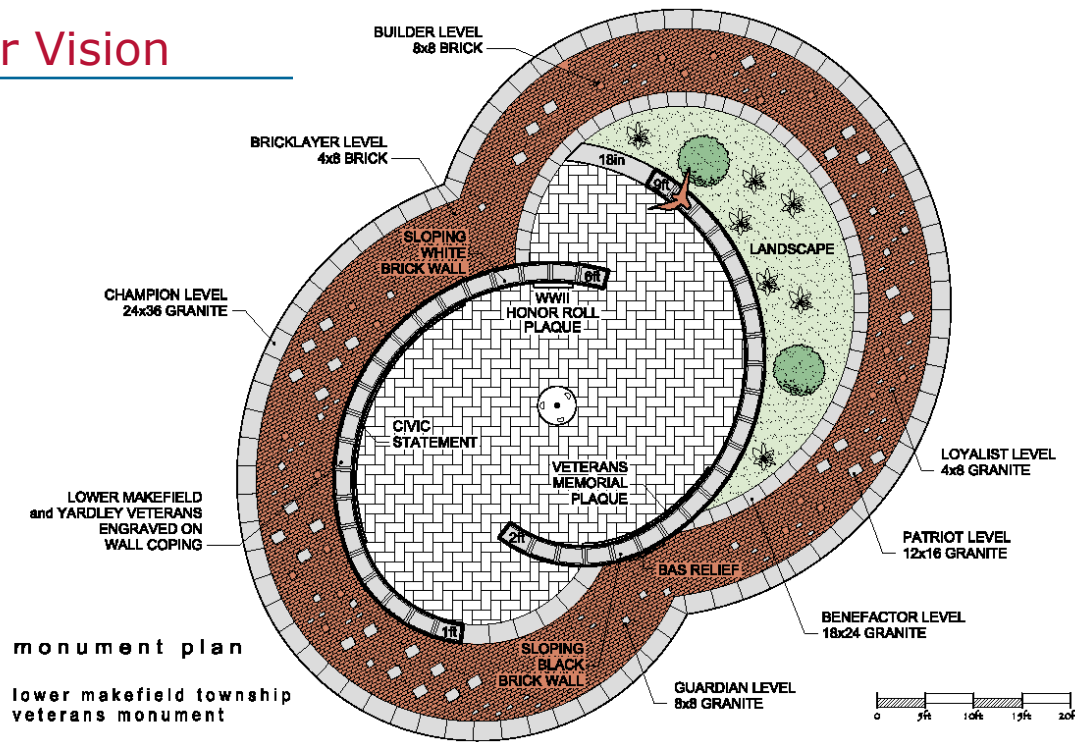 r Vision
BUILDER LEVEL
8x8 BRICK
BRICKLAYER LEVEL
4x8 BRICK
18in
9ft
LANDSCAPE
SLOPING
WHITE
BRICK WALL
6ft
WWII
HONOR ROLL
PLAQUE
CHAMPION LEVEL
24x36 GRANITE
CIVIC
STATEMENT
VETERANS
MEMORIAL
PLAQUE
LOYALIST LEVEL
4x8 GRANITE
LOWER MAKEFIELD
and YARDLEY VETERANS
ENGRAVED ON
WALL COPING
2ft
BAS RELIEF
PATRIOT LEVEL
12x16 GRANITE
BENEFACTOR LEVEL
18x24 GRANITE
1ft
SLOPING
BLACK
BRICK WALL
GUARDIAN LEVEL
8x8 GRANITE
monument plan
lower makefield township
veterans monument
0 5ft 10ft 15ft 20ft